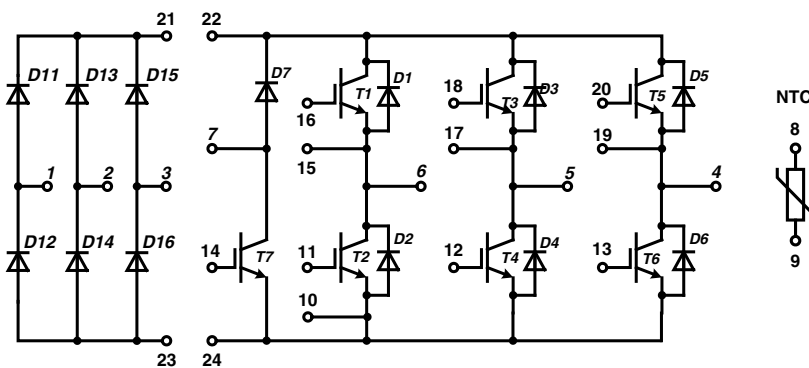 21 22
D11 D13 D15 D7 D1 D3 D5
T1 T3 T5
16 18 20
NTC
7 15 17 19 8
1 2 3 6 5 4
D12 D14 D16 D2 D4 D6
14 T7 11 T2 12 T4 13 T6
9
10
23 24